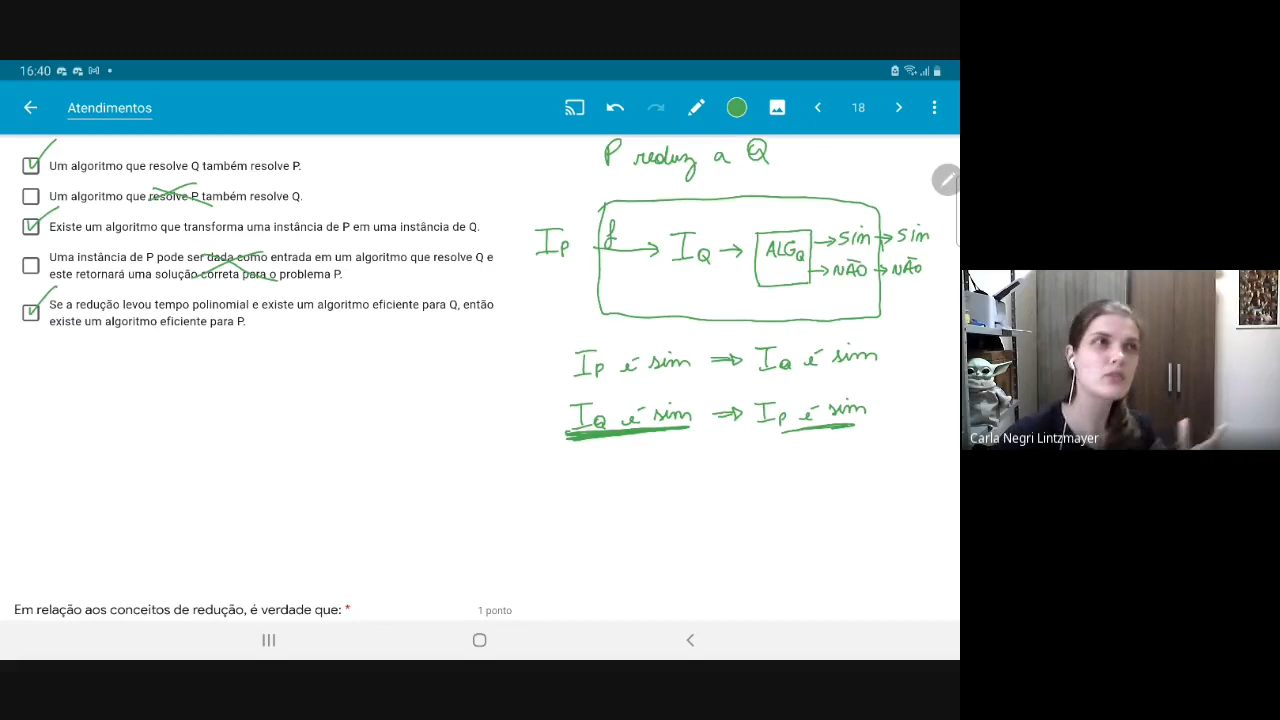 16:40
Atendimentos
18
Um algoritmo que resolve Q também resolve P.
Um algoritmo que resolve P também resolve Q.
Existe um algoritmo que transforma uma instância de P em uma instância de Q.
Uma instância de P pode ser dada como entrada em um algoritmo que resolve Q e
este retornará uma solução correta para o problema P.
Se a redução levou tempo polinomial e existe um algoritmo eficiente para Q, então
existe um algoritmo eficiente para P.
P reduz a Q
IP f IQ ALGQ SIM SIM
NÃO NÃO
IP é sim ⇒ IQ é sim
IQ é sim ⇒ IP é sim
Carla Negri Lintzmayer
Em relação aos conceitos de redução, é verdade que: *
1 ponto